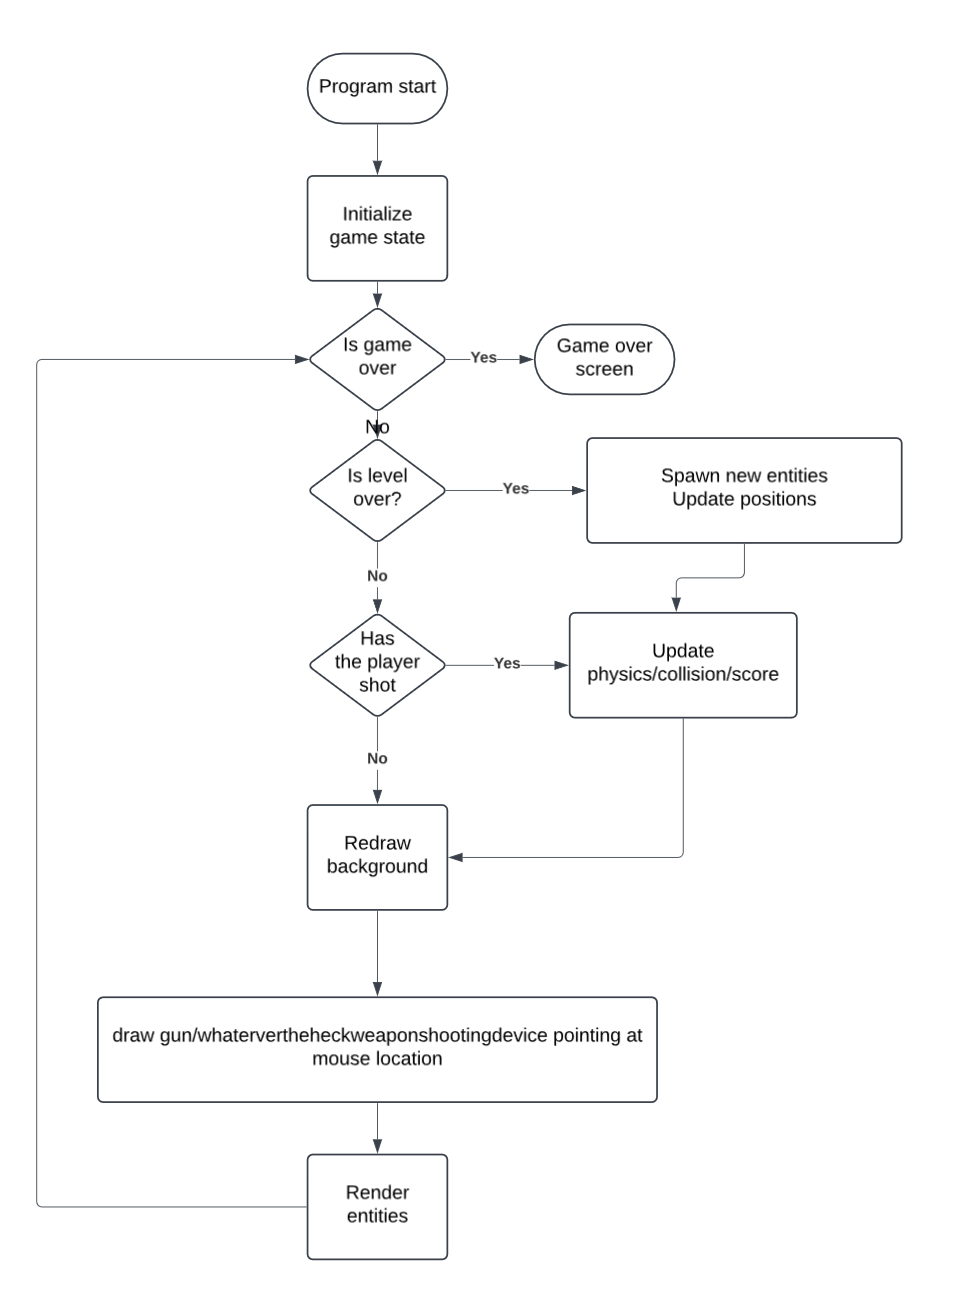 Program start
Initialize
game state
Is game
over
Yes
Game over
screen
No
Is level
over?
Yes
Spawn new entities
Update positions
No
Has
the player
shot
Yes
Update
physics/collision/score
No
Redraw
background
draw gun/whatervertheheckweaponshootingdevice pointing at
mouse location
Render
entities